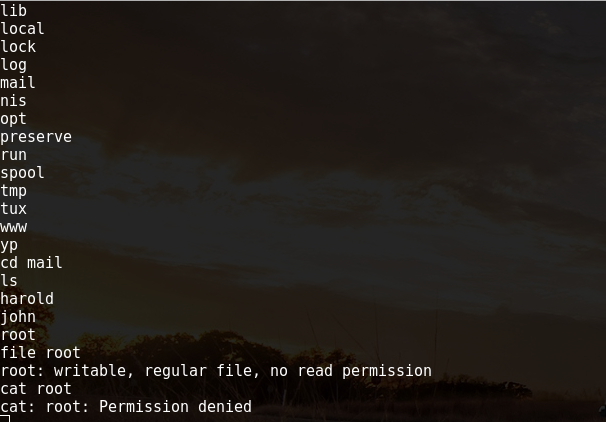 lib
local
lock
log
mail
nis
opt
preserve
run
spool
tmp
tux
www
yp
cd mail
ls
harold
john
root
file root
root: writable, regular file, no read permission
cat root
cat: root: Permission denied